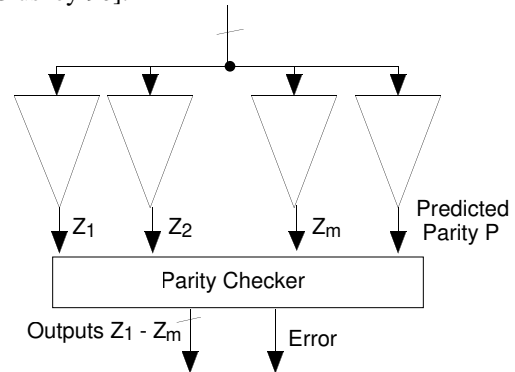 Z1
Z2
Zm
Predicted
Parity P
Parity Checker
Outputs Z1 - Zm
Error